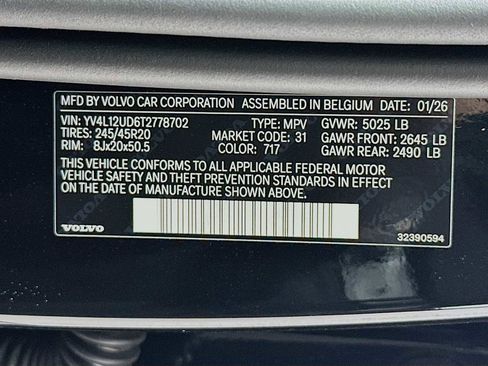 MFD BY VOLVO CAR CORPORATION ASSEMBLED IN BELGIUM DATE: 01/26
VIN: YV4L12UD6T2778702 TYPE: MPV GVWR: 5025 LB
TIRES: 245/45R20 MARKET CODE: 31 GAWR FRONT: 2645 LB
RIM: 8Jx20x50.5 COLOR: 717 GAWR REAR: 2490 LB
THIS VEHICLE CONFORMS TO ALL APPLICABLE FEDERAL MOTOR
VEHICLE SAFETY AND THEFT PREVENTION STANDARDS IN EFFECT
ON THE DATE OF MANUFACTURE SHOWN ABOVE.
VOLVO 32390594